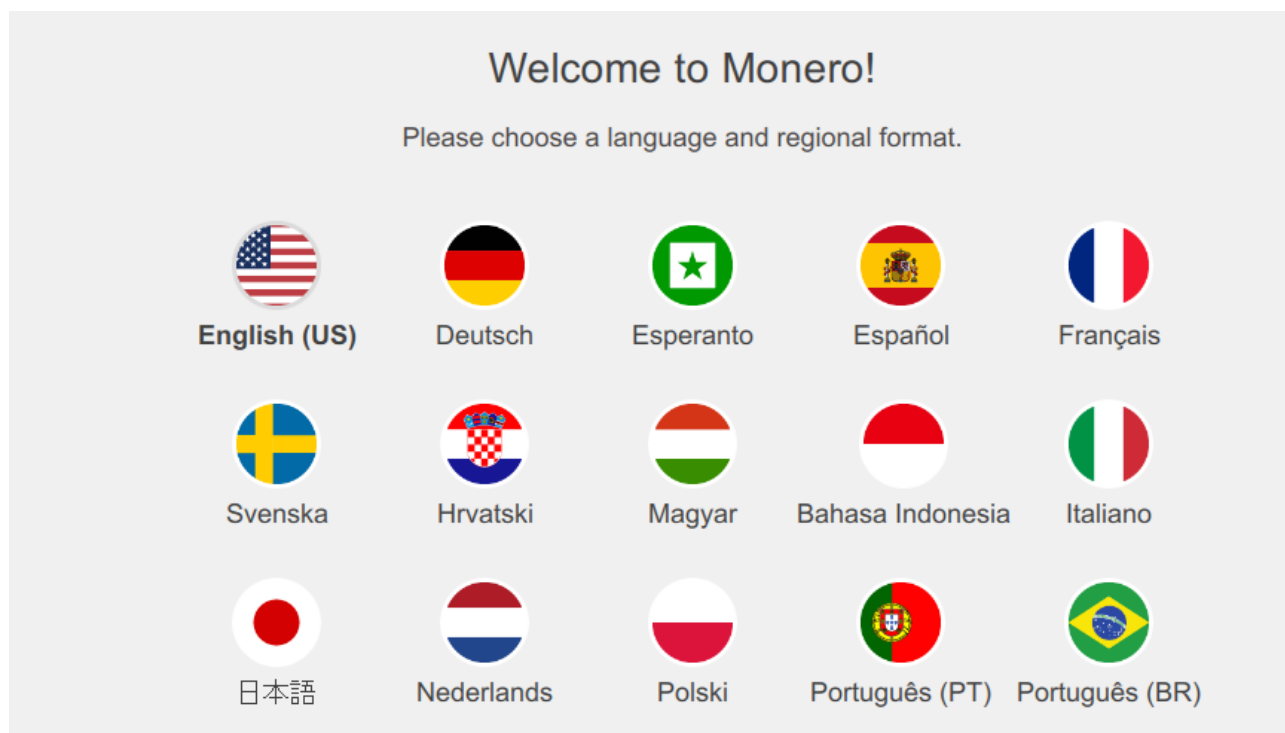 Welcome to Monero!
Please choose a language and regional format.
English (US) Deutsch Esperanto Español Français
Svenska Hrvatski Magyar Bahasa Indonesia Italiano
日本語 Nederlands Polski Português (PT) Português (BR)